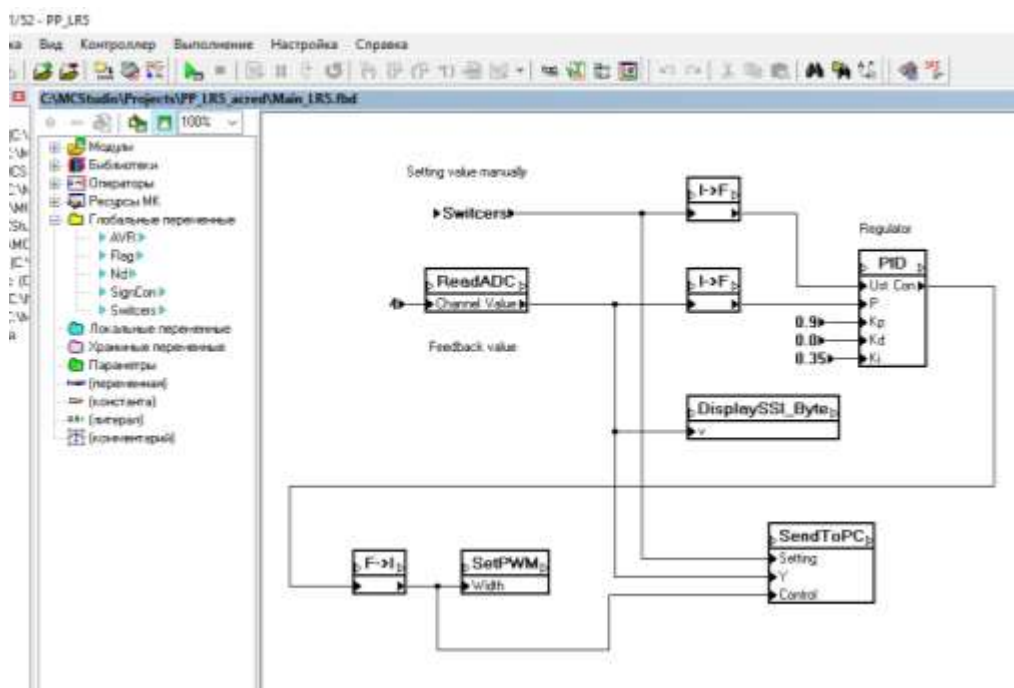 1/52 - PP_LR5
ка Вид Контроллер Выполнение Настройка Справка
C:\MCStudio\Projects\PP_LR5_acred\Main_LR5.fbd
100%
Модули
Библиотеки
Операторы
Ресурсы МК
Глобальные переменные
AVR
Flag
Nd
SignCon
Switcers
Локальные переменные
Хранимые переменные
Параметры
(переменная)
(константа)
(литерал)
(комментарий)
Setting value manually
Switcers
I->F
Regulator
PID
Ust Con
P
0.9 Kp
0.0 Kd
0.35 Ki
ReadADC
4 Channel Value
I->F
Feedback value
DisplaySSI_Byte
v
F->I
SetPWM
Width
SendToPC
Setting
Y
Control